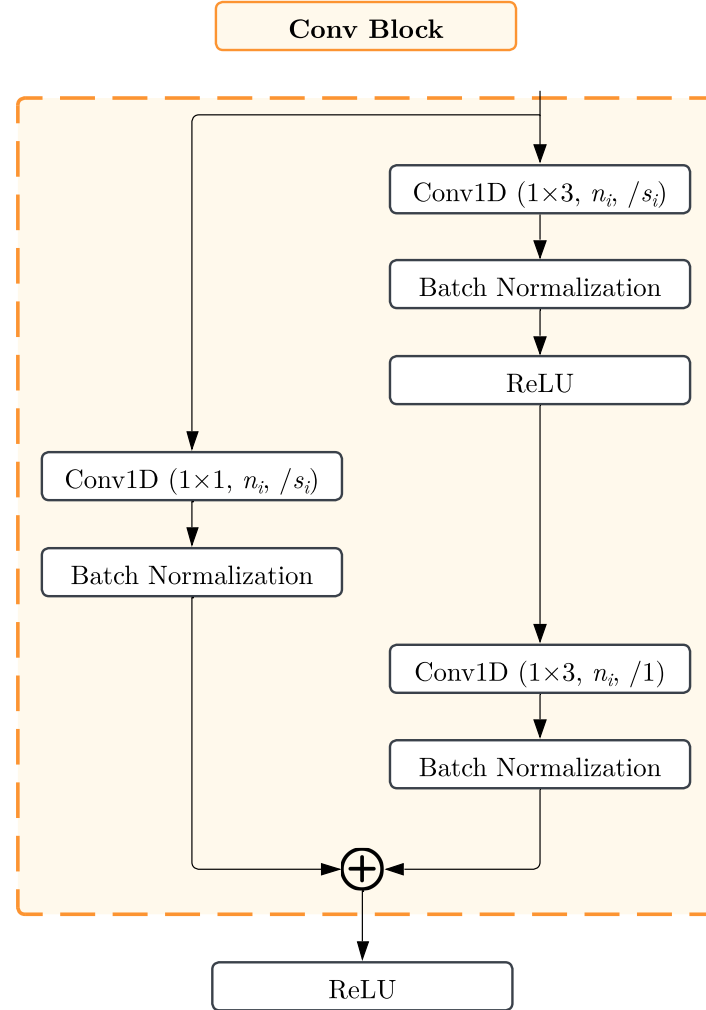 Conv Block
Conv1D (1×3, nᵢ, /sᵢ)
Batch Normalization
ReLU
Conv1D (1×1, nᵢ, /sᵢ)
Batch Normalization
Conv1D (1×3, nᵢ, /1)
Batch Normalization
ReLU